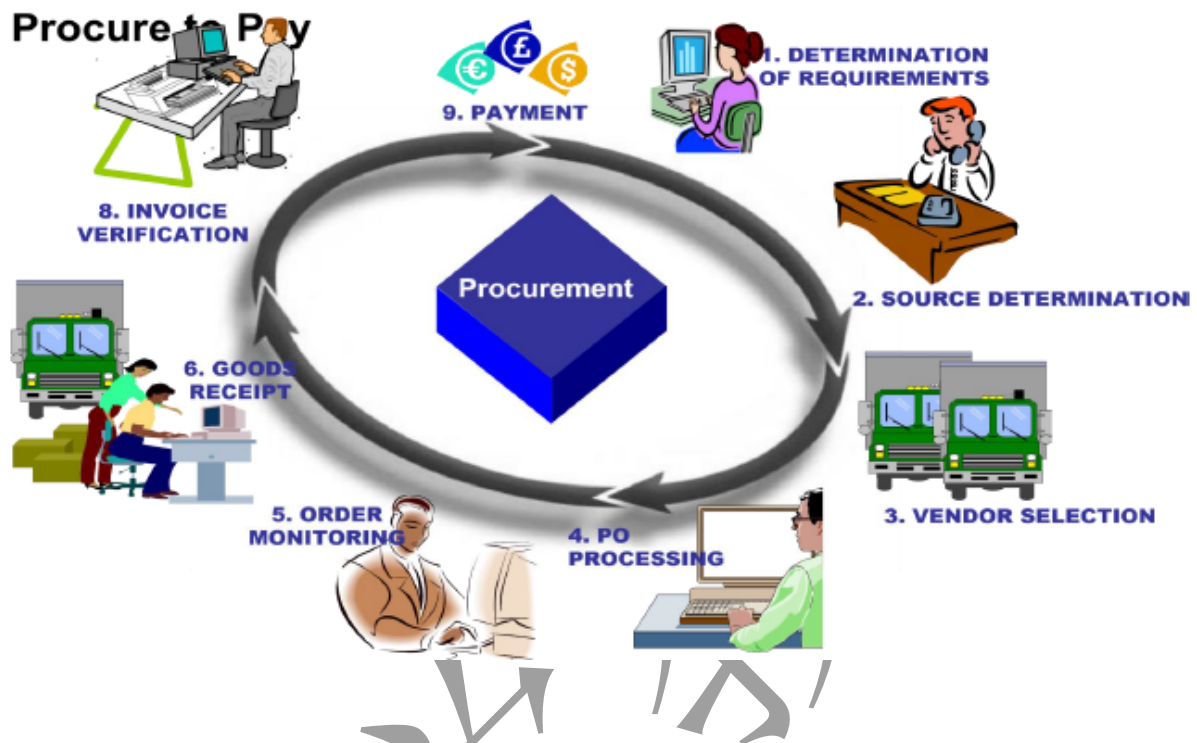 Procure to Pay
1. DETERMINATION
OF REQUIREMENTS
2. SOURCE DETERMINATION
3. VENDOR SELECTION
4. PO
PROCESSING
5. ORDER
MONITORING
6. GOODS
RECEIPT
8. INVOICE
VERIFICATION
9. PAYMENT
€ £ $
Procurement